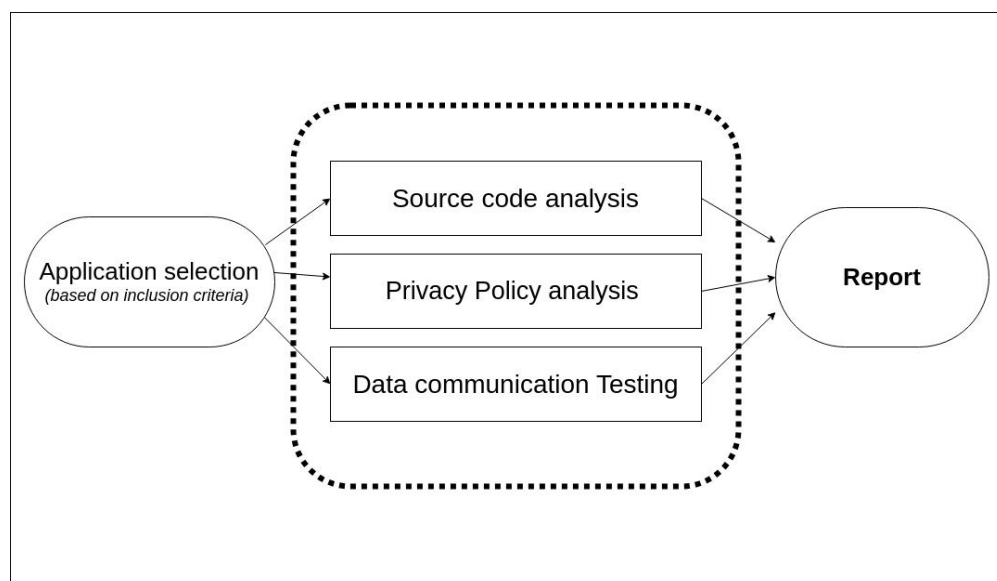 Application selection
(based on inclusion criteria)
Source code analysis
Privacy Policy analysis
Data communication Testing
Report